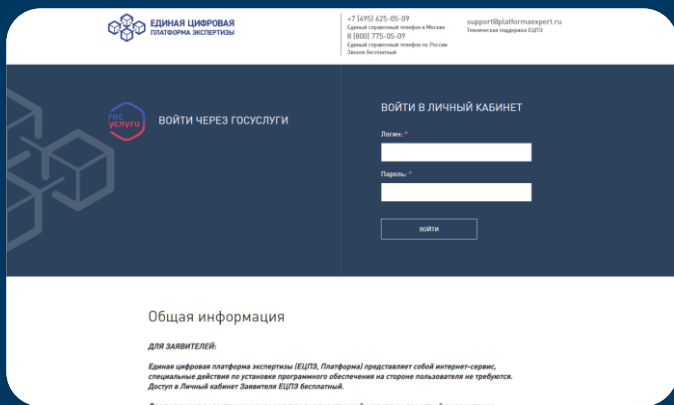 ЕДИНАЯ ЦИФРОВАЯ
ПЛАТФОРМА ЭКСПЕРТИЗЫ
+7 (495) 625-05-09
Единый справочный телефон в Москве
8 (800) 775-05-09
Единый справочный телефон по России
Звонок бесплатный
support@platformaexpert.ru
Техническая поддержка ЕЦПЭ
гос
услуги
ВОЙТИ ЧЕРЕЗ ГОСУСЛУГИ
ВОЙТИ В ЛИЧНЫЙ КАБИНЕТ
Логин: *
Пароль: *
ВОЙТИ
Общая информация
ДЛЯ ЗАЯВИТЕЛЕЙ:
Единая цифровая платформа экспертизы (ЕЦПЭ, Платформа) представляет собой интернет-сервис,
специальные действия по установке программного обеспечения на стороне пользователя не требуются.
Доступ в Личный кабинет Заявителя ЕЦПЭ бесплатный.